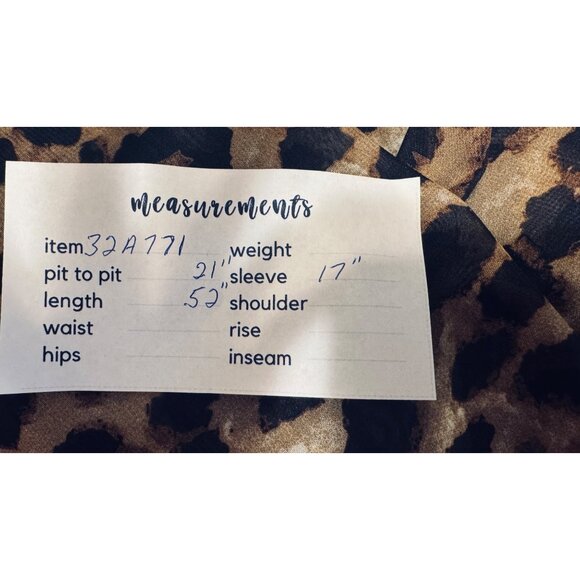 measurements
item 32A771 weight
pit to pit 21" sleeve 17"
length 52" shoulder
waist rise
hips inseam